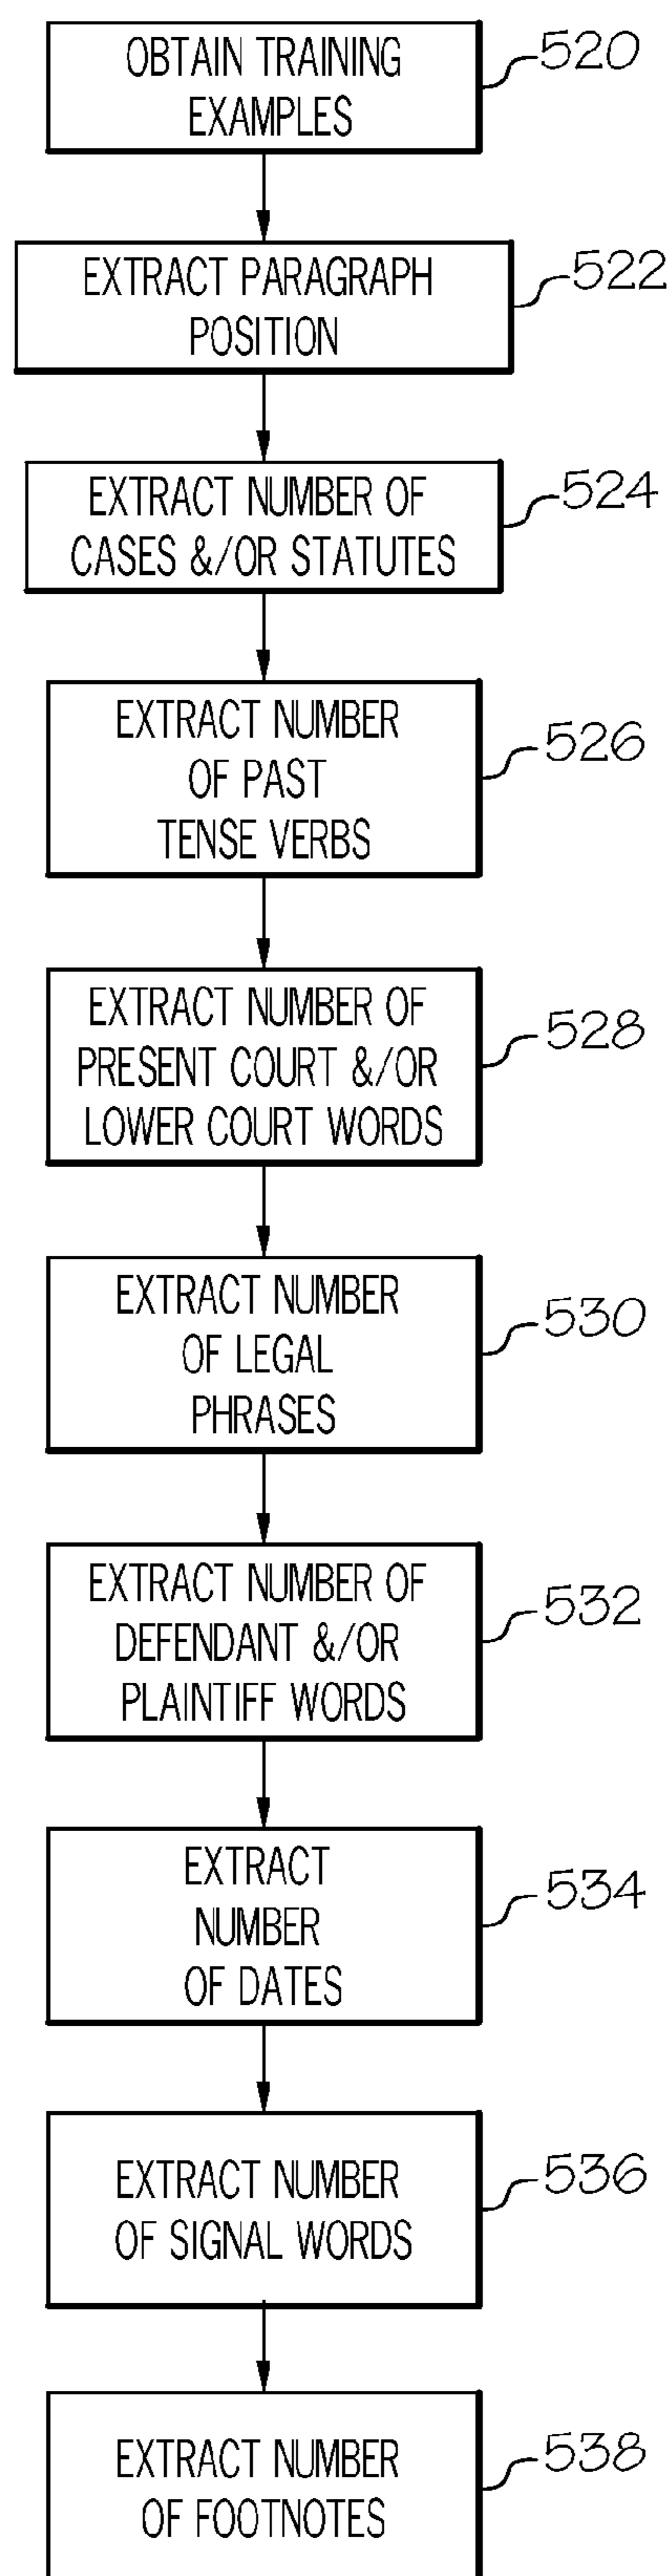 OBTAIN TRAINING
EXAMPLES
520
EXTRACT PARAGRAPH
POSITION
522
EXTRACT NUMBER OF
CASES &/OR STATUTES
524
EXTRACT NUMBER
OF PAST
TENSE VERBS
526
EXTRACT NUMBER OF
PRESENT COURT &/OR
LOWER COURT WORDS
528
EXTRACT NUMBER
OF LEGAL
PHRASES
530
EXTRACT NUMBER OF
DEFENDANT &/OR
PLAINTIFF WORDS
532
EXTRACT
NUMBER
OF DATES
534
EXTRACT NUMBER
OF SIGNAL WORDS
536
EXTRACT NUMBER
OF FOOTNOTES
538